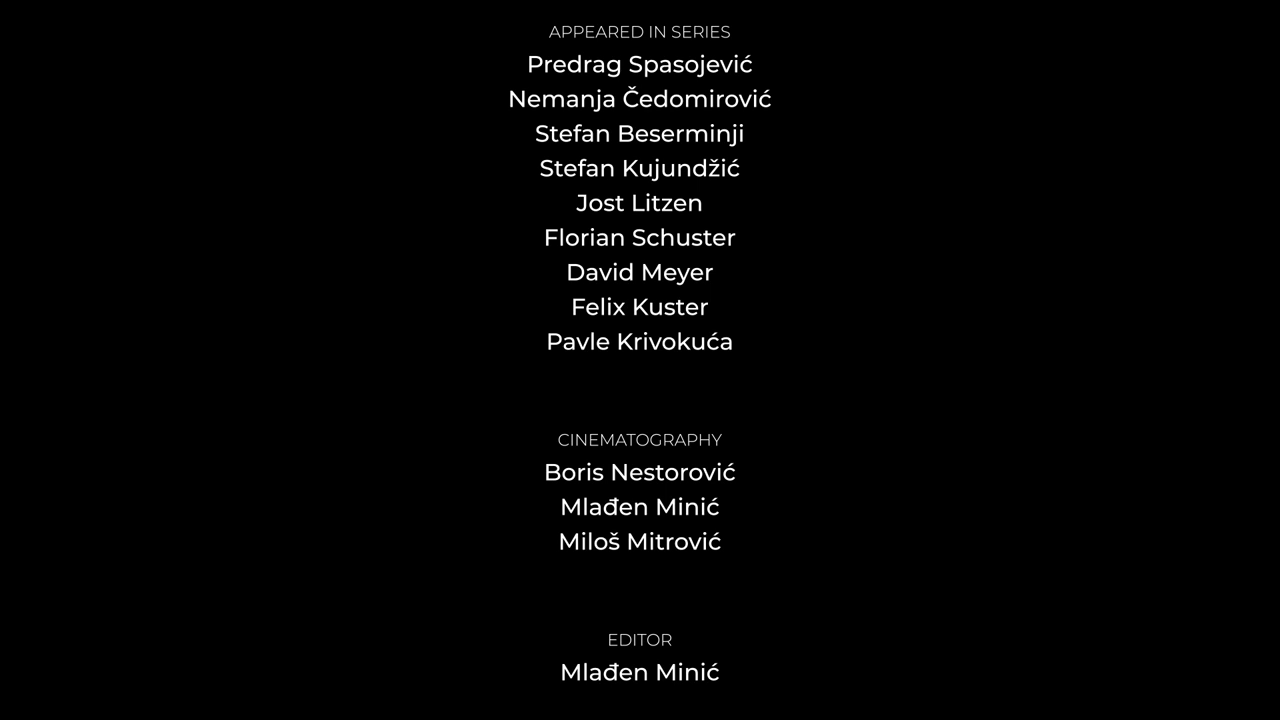 APPEARED IN SERIES
Predrag Spasojević
Nemanja Čedomirović
Stefan Beserminji
Stefan Kujundžić
Jost Litzen
Florian Schuster
David Meyer
Felix Kuster
Pavle Krivokuća
CINEMATOGRAPHY
Boris Nestorović
Mlađen Minić
Miloš Mitrović
EDITOR
Mlađen Minić